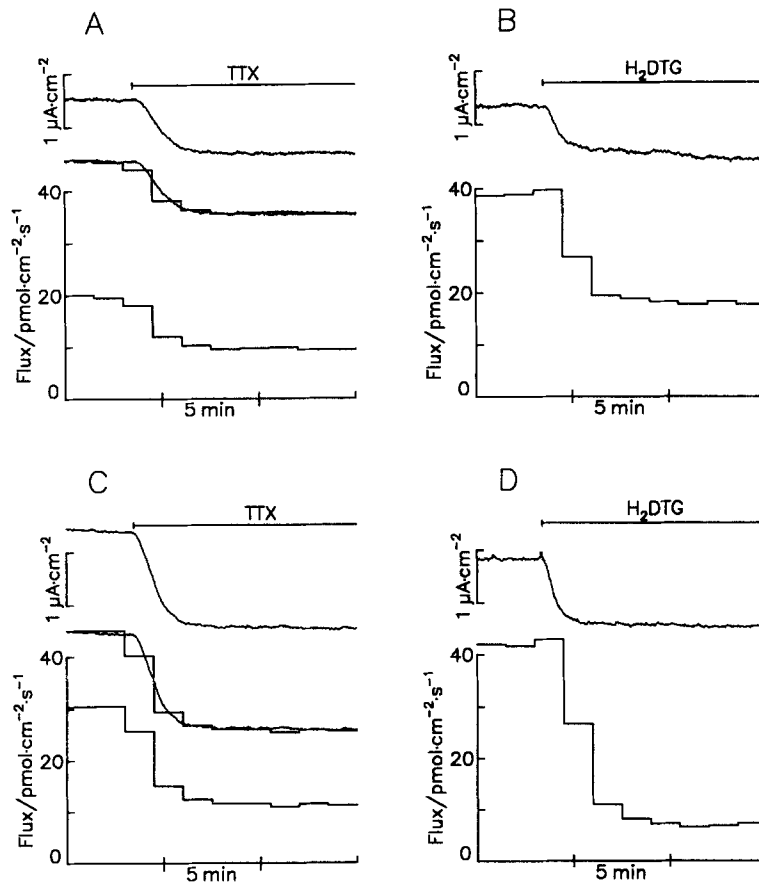 A
TTX
1 μA·cm⁻²
Flux/pmol·cm⁻²·s⁻¹
40
20
0
5 min
B
H₂DTG
1 μA·cm⁻²
Flux/pmol·cm⁻²·s⁻¹
40
20
0
5 min
C
TTX
1 μA·cm⁻²
Flux/pmol·cm⁻²·s⁻¹
40
20
0
5 min
D
H₂DTG
1 μA·cm⁻²
Flux/pmol·cm⁻²·s⁻¹
40
20
0
5 min